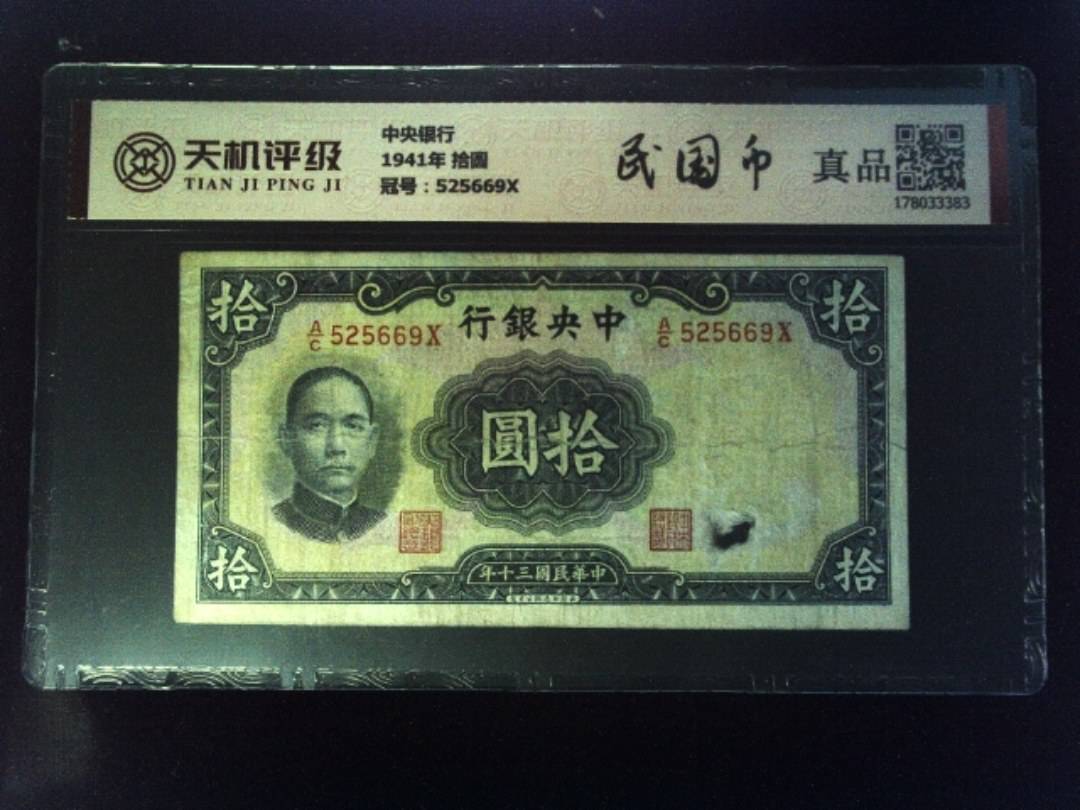 天机评级
TIAN JI PING JI
中央银行
1941年 拾圆
冠号：525669X
民国币
真品
178033383
拾
拾
A/C 525669X
行銀央中
A/C 525669X
圓拾
拾
拾
年十三國民華中